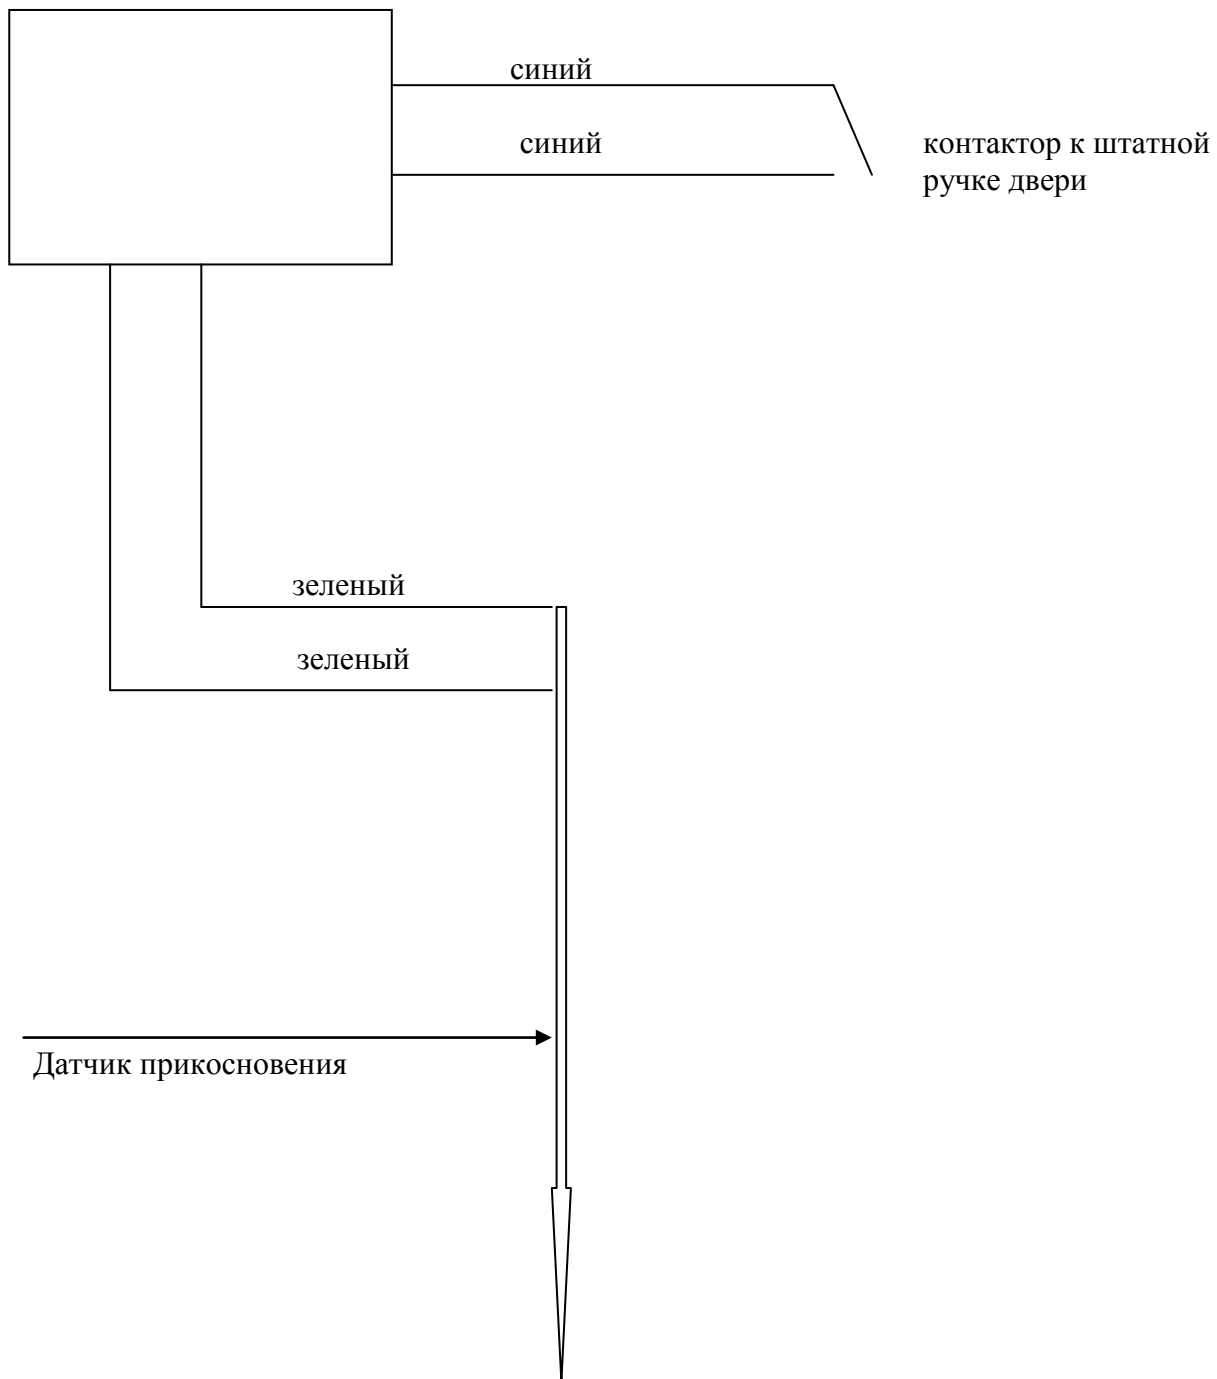 синий
синий
контактор к штатной
ручке двери
зеленый
зеленый
Датчик прикосновения